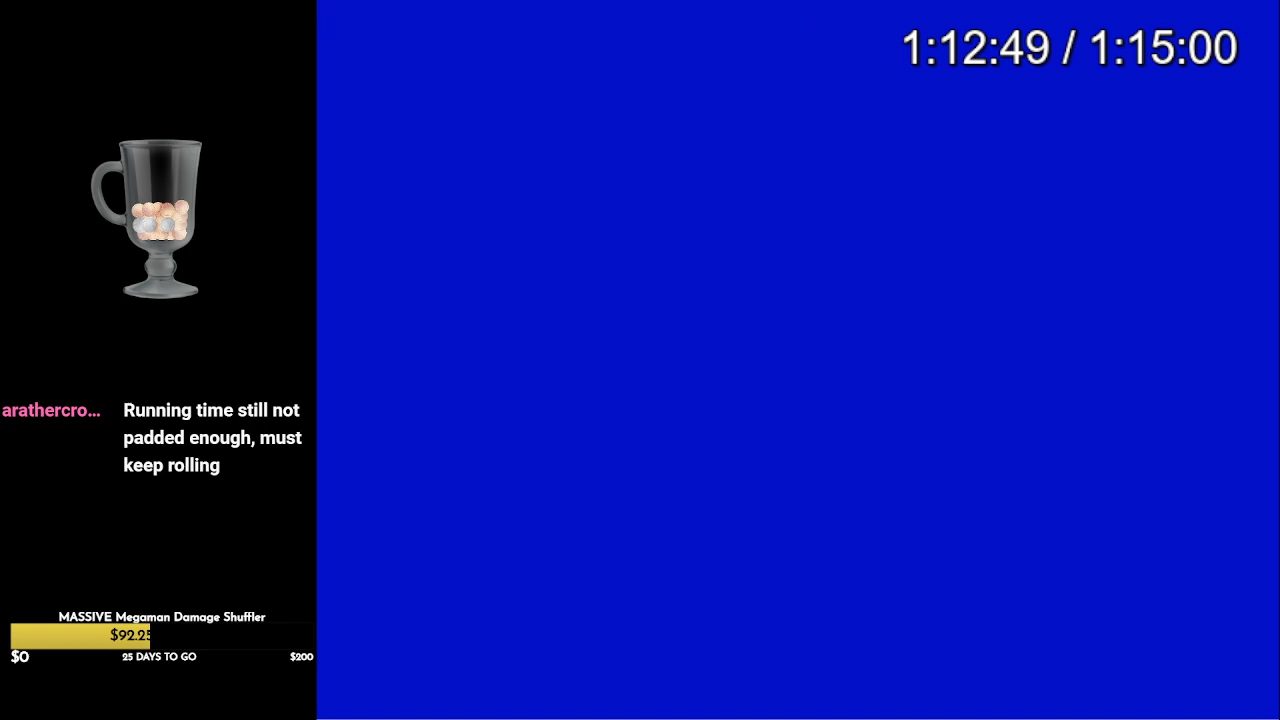 1:12:49 / 1:15:00
arathercro...
Running time still not
padded enough, must
keep rolling
MASSIVE Megaman Damage Shuffler
$92.25
$0
25 DAYS TO GO
$200